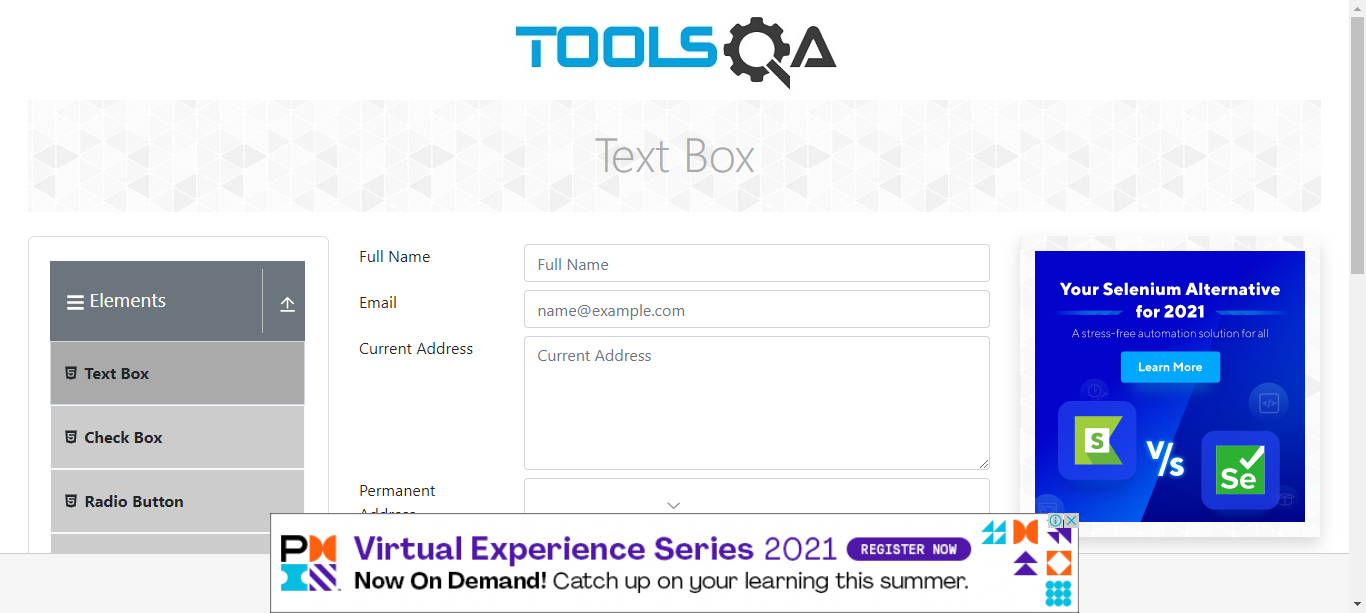 TOOLSQA
Text Box
Elements
Text Box
Check Box
Radio Button
Full Name
Full Name
Email
name@example.com
Current Address
Current Address
Permanent
Address
Your Selenium Alternative
for 2021
A stress-free automation solution for all
Learn More
S
V/s
Se
PMI
Virtual Experience Series 2021
REGISTER NOW
Now On Demand! Catch up on your learning this summer.